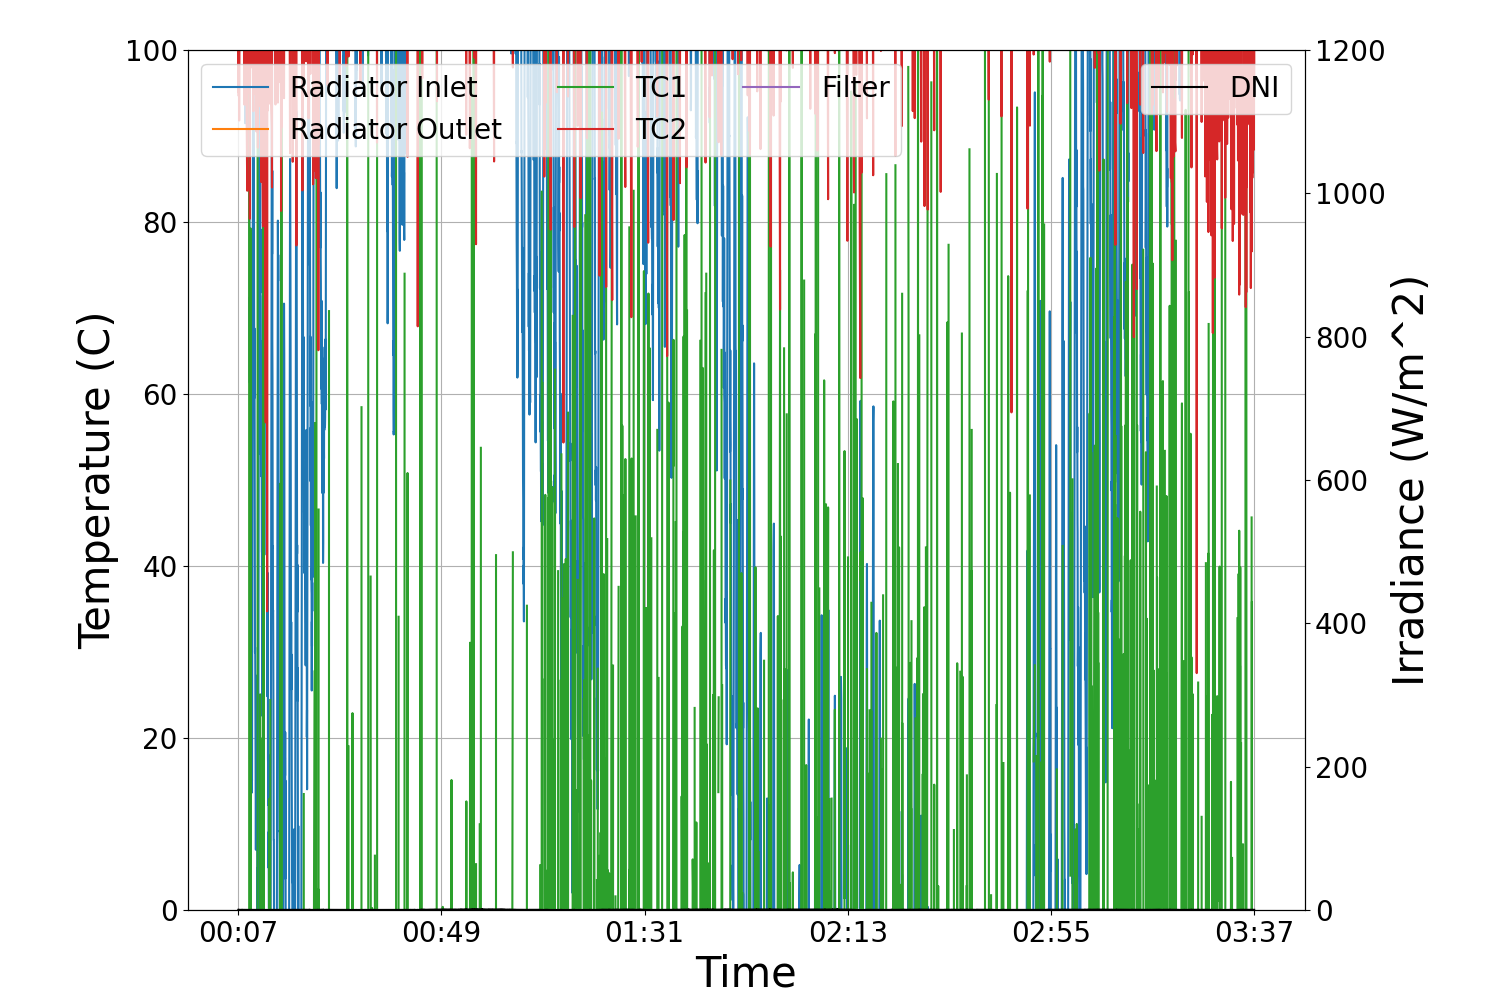 100
80
60
40
20
0
Temperature (C)
Radiator Inlet
Radiator Outlet
TC1
TC2
Filter
DNI
1200
1000
800
600
400
200
0
Irradiance (W/m^2)
00:07 00:49 01:31 02:13 02:55 03:37
Time